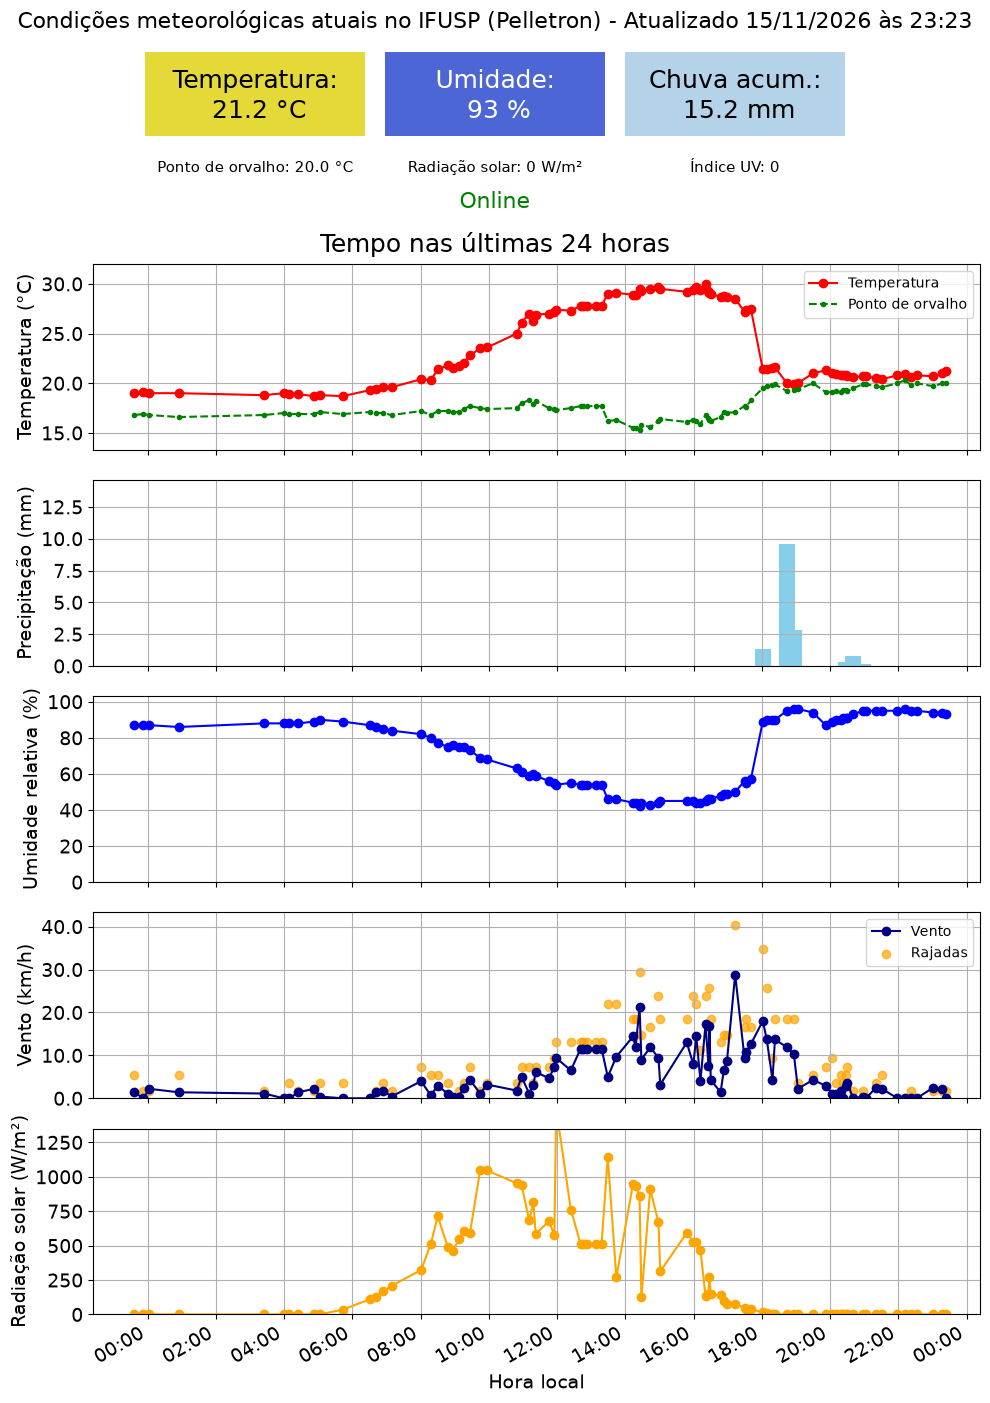 Condições meteorológicas atuais no IFUSP (Pelletron) - Atualizado 15/11/2026 às 23:23
Temperatura:
21.2 °C
Umidade:
93 %
Chuva acum.:
15.2 mm
Ponto de orvalho: 20.0 °C
Radiação solar: 0 W/m²
Índice UV: 0
Online
Tempo nas últimas 24 horas
Temperatura (°C)
30.0
25.0
20.0
15.0
Temperatura
Ponto de orvalho
Precipitação (mm)
12.5
10.0
7.5
5.0
2.5
0.0
Umidade relativa (%)
100
80
60
40
20
0
Vento (km/h)
40.0
30.0
20.0
10.0
0.0
Vento
Rajadas
Radiação solar (W/m²)
1250
1000
750
500
250
0
00:00 02:00 04:00 06:00 08:00 10:00 12:00 14:00 16:00 18:00 20:00 22:00 00:00
Hora local